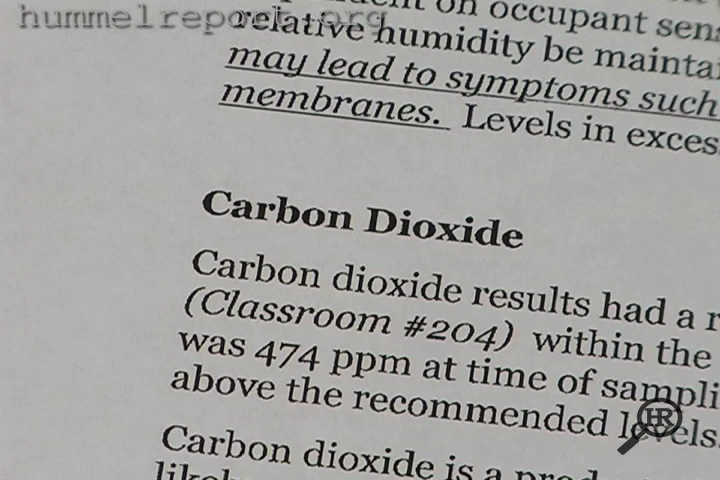 hummelreport.org
on occupant sens
relative humidity be maintai
may lead to symptoms such
membranes. Levels in exces
Carbon Dioxide
Carbon dioxide results had a r
(Classroom #204) within the
was 474 ppm at time of sampli
above the recommended levels
HR
Carbon dioxide is a prod
likel